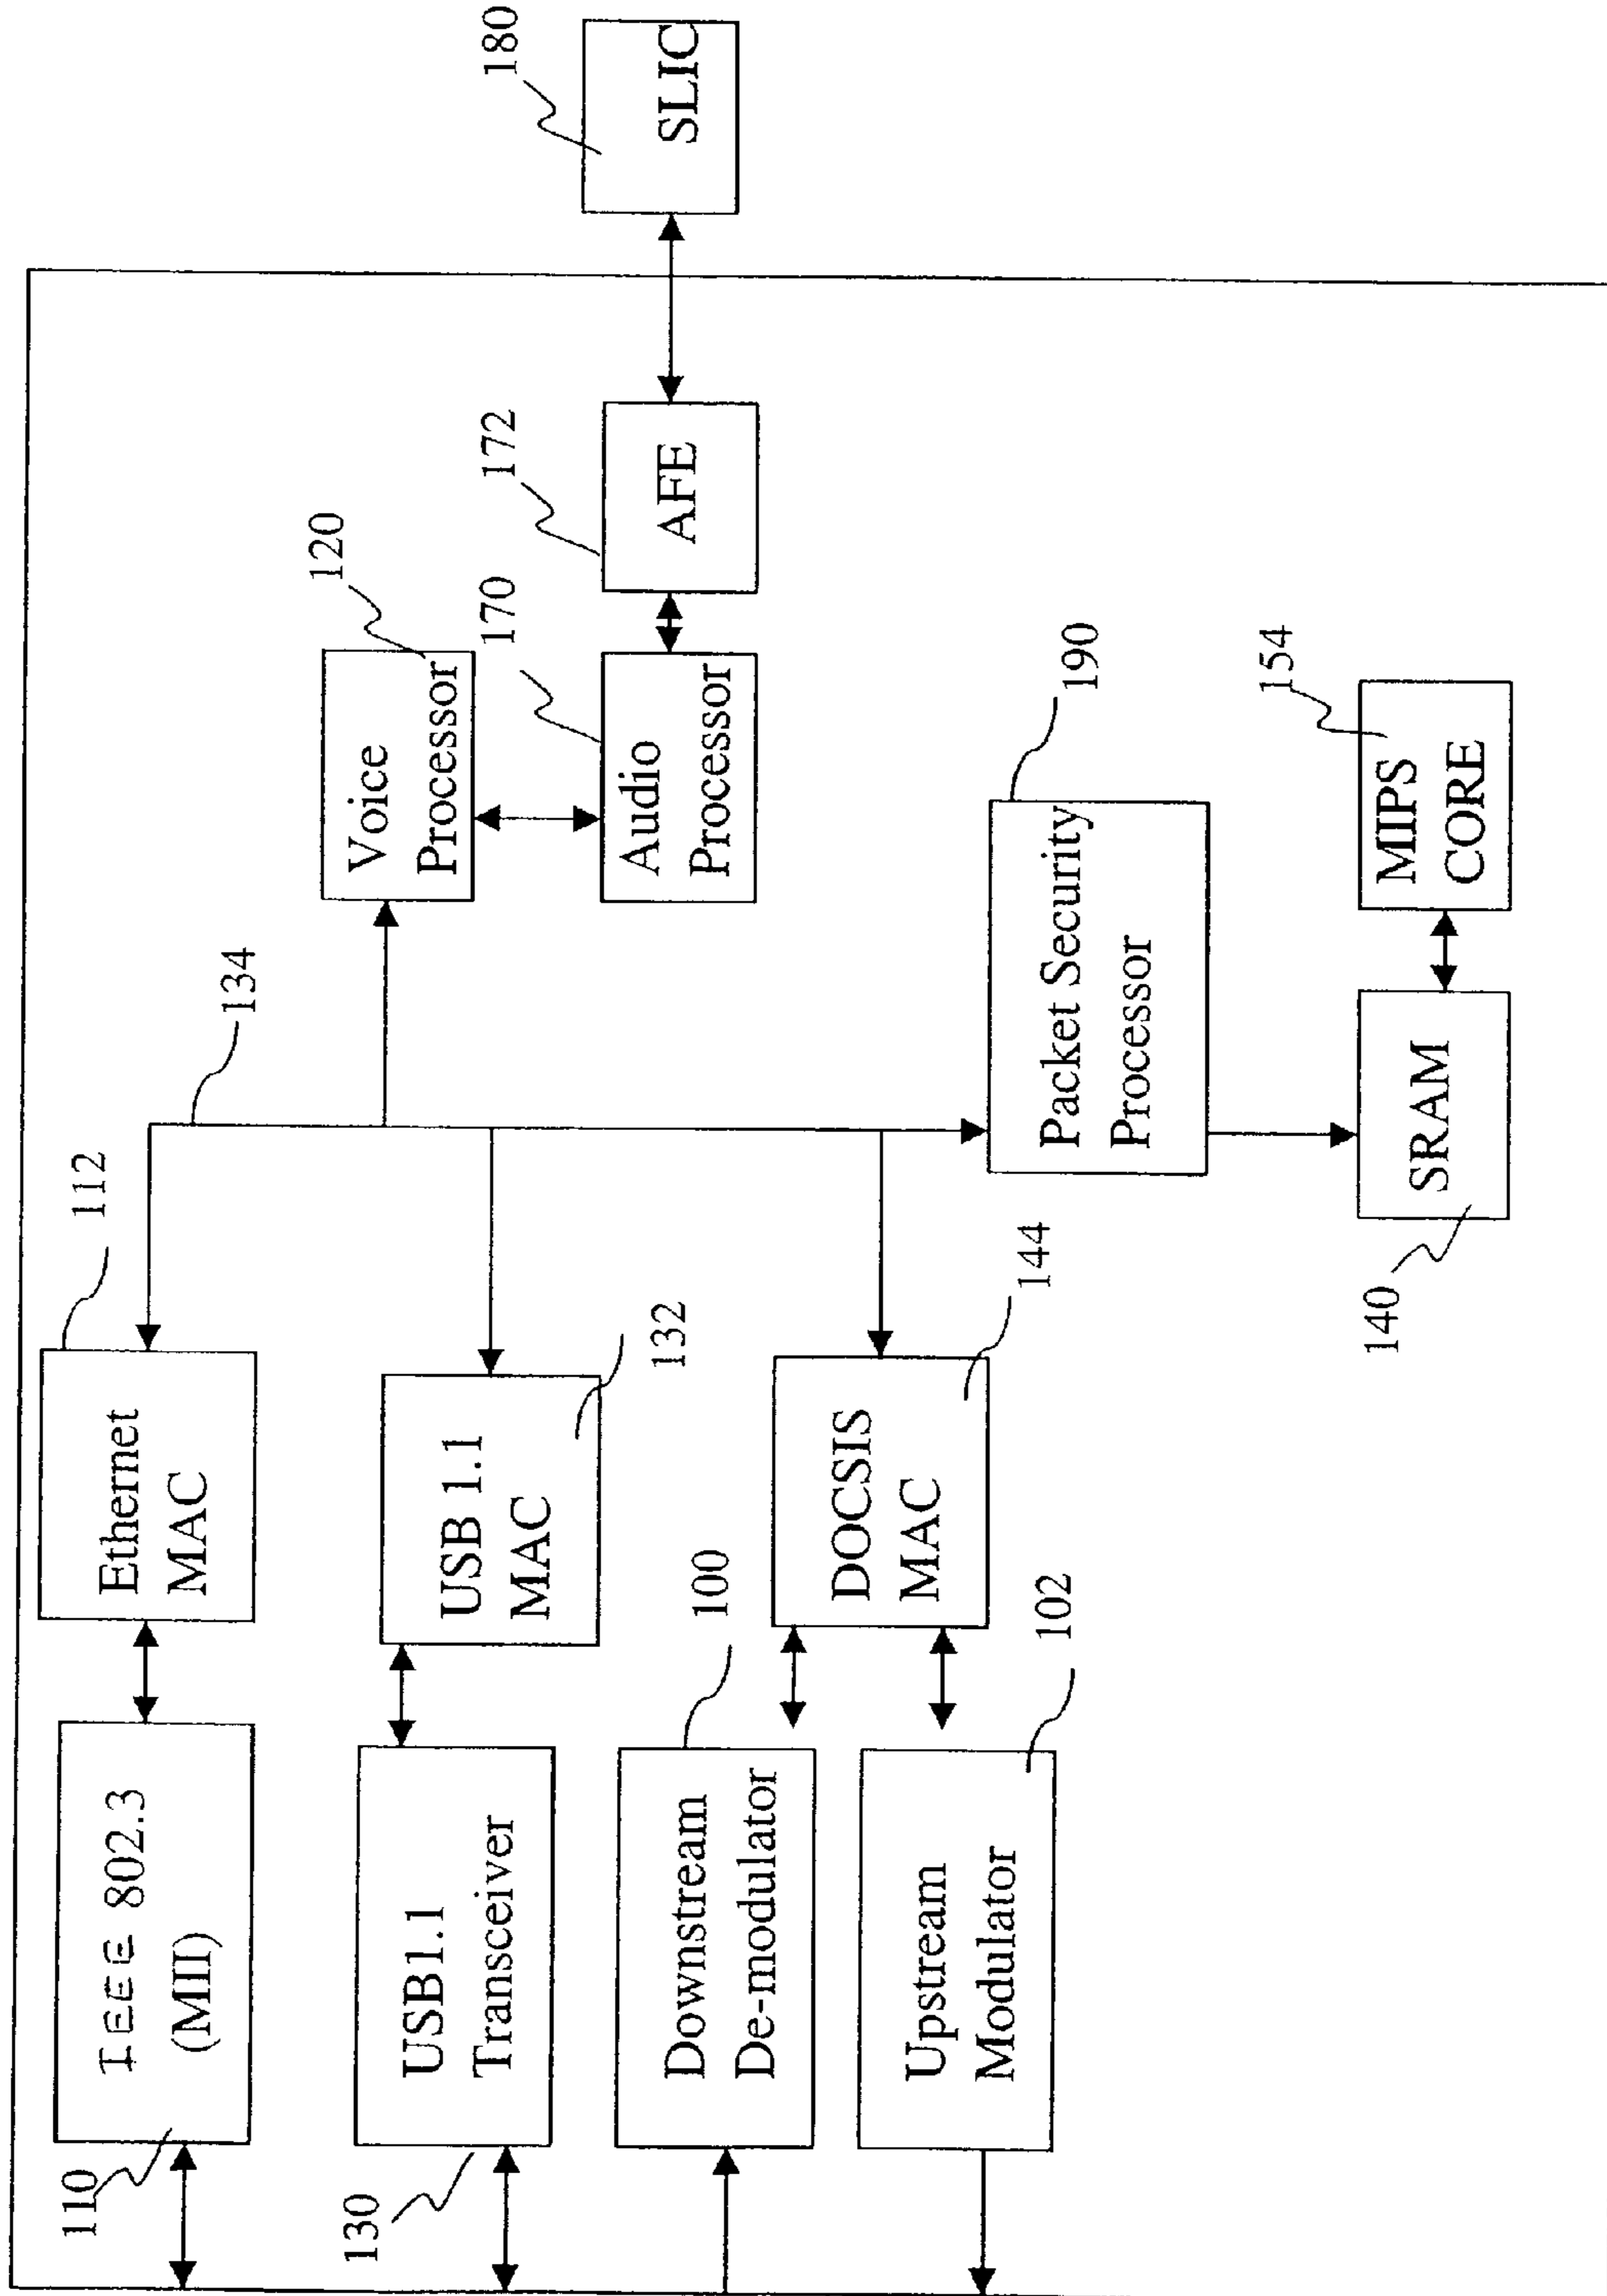 110
IEEE 802.3
(MII)
112
Ethernet
MAC
134
120
Voice
Processor
130
USB1.1
Transceiver
132
USB 1.1
MAC
170
Audio
Processor
172
AFE
180
SLIC
100
Downstream
De-modulator
144
DOCSIS
MAC
102
Upstream
Modulator
190
Packet Security
Processor
140
SRAM
154
MIPS
CORE